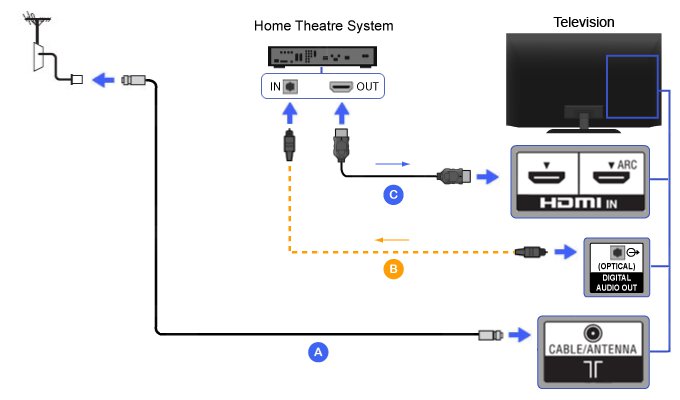 Home Theatre System
Television
IN
OUT
ARC
HDMI IN
C
B
(OPTICAL)
DIGITAL
AUDIO OUT
CABLE/ANTENNA
A